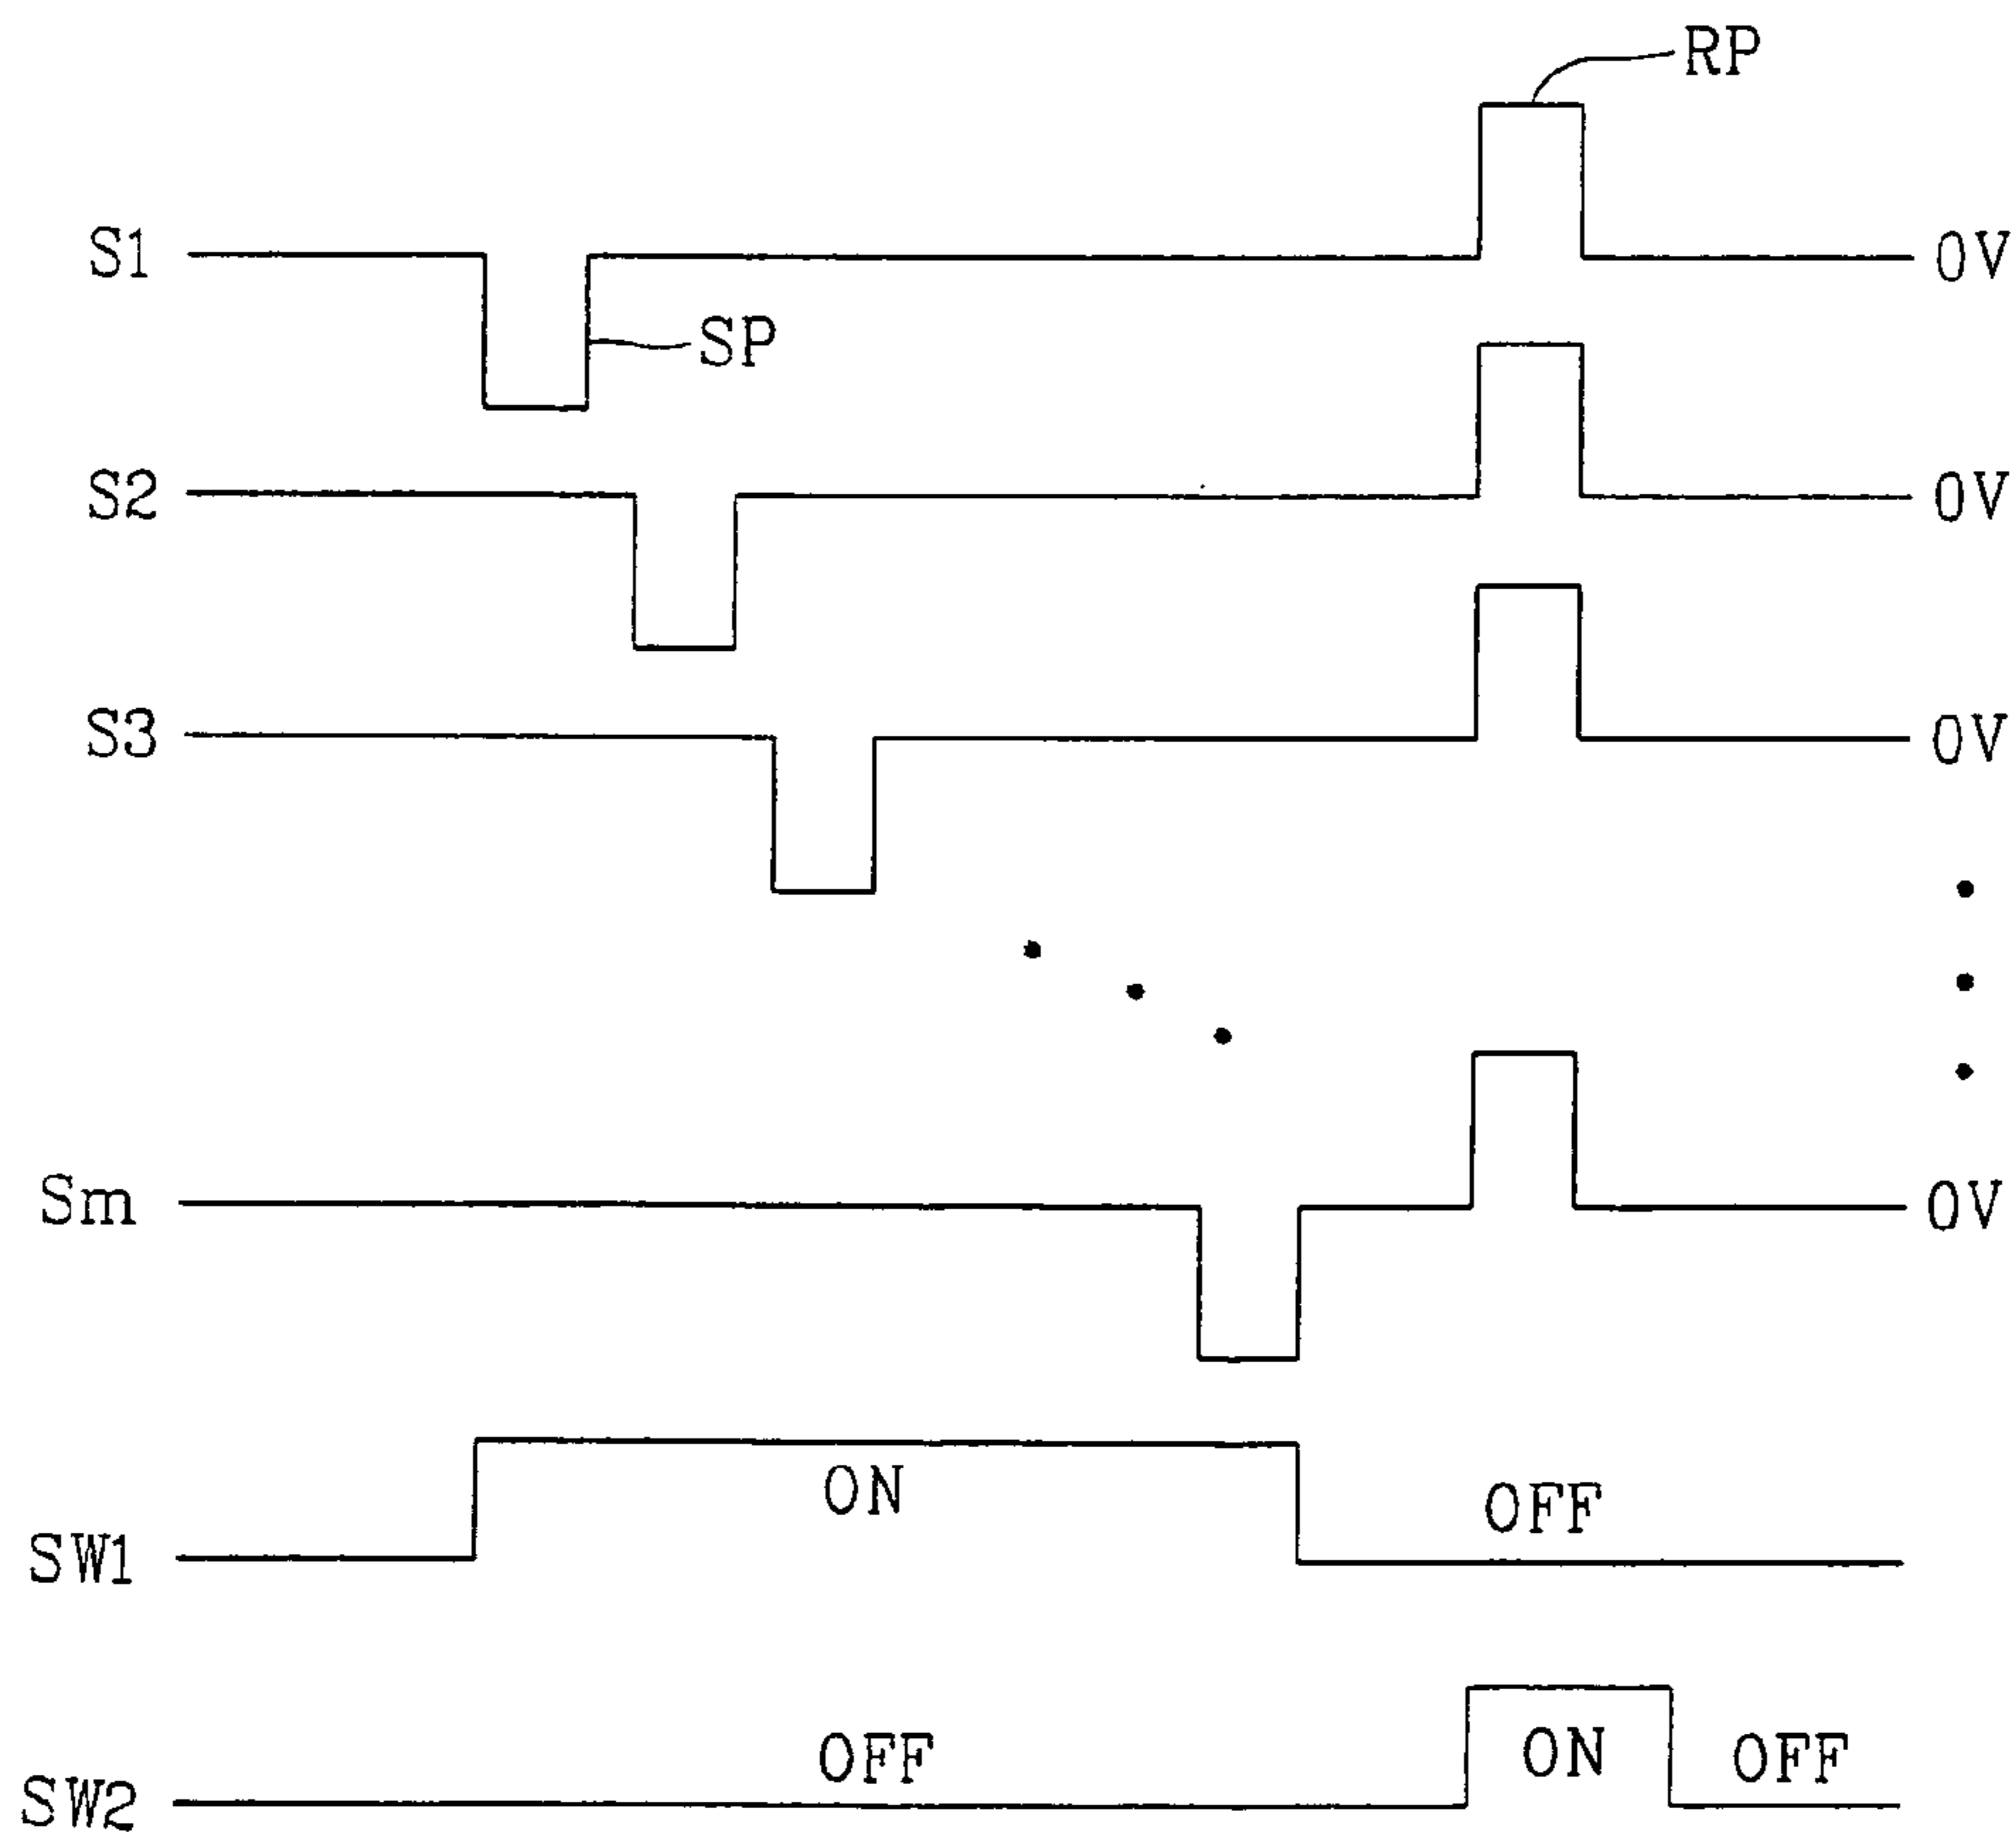 RP
S1 0V
SP
S2 0V
S3 0V
Sm 0V
ON
OFF
SW1
OFF ON OFF
SW2